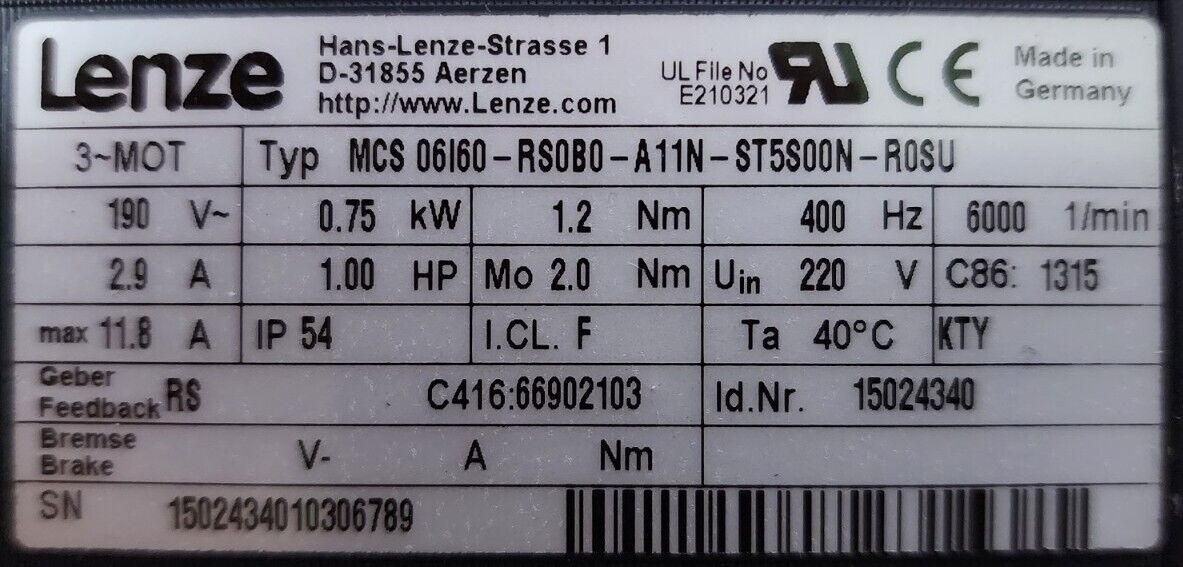 Lenze
Hans-Lenze-Strasse 1
D-31855 Aerzen
http://www.Lenze.com
UL File No
E210321
CE
Made in
Germany
3~MOT Typ MCS 06I60-RS0B0-A11N-ST5S00N-R0SU
190 V~ 0.75 kW 1.2 Nm 400 Hz 6000 1/min
2.9 A 1.00 HP Mo 2.0 Nm Uin 220 V C86: 1315
max 11.8 A IP 54 I.CL. F Ta 40°C KTY
Geber
Feedback RS C416:66902103 Id.Nr. 15024340
Bremse
Brake V- A Nm
SN 1502434010306789